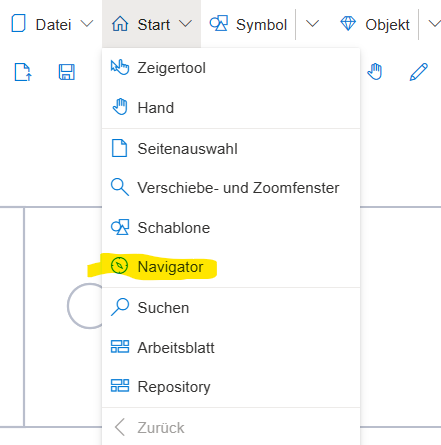 Datei Start Symbol Objekt
Zeigertool
Hand
Seitenauswahl
Verschiebe- und Zoomfenster
Schablone
Navigator
Suchen
Arbeitsblatt
Repository
Zurück